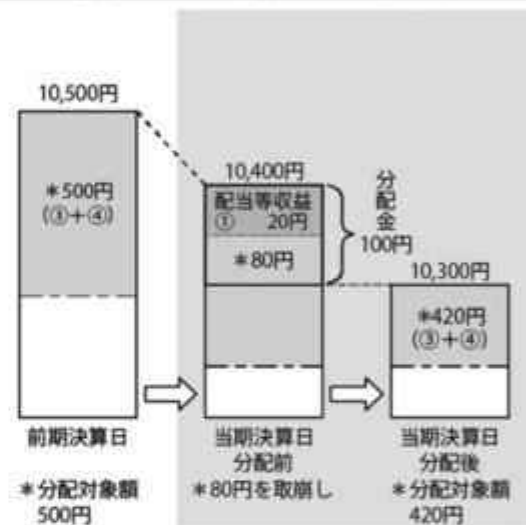 10,500円
*500円
(③+④)
前期決算日
*分配対象額
500円
10,400円
配当等収益
① 20円
*80円
分配金
100円
当期決算日
分配前
*80円を取崩し
10,300円
*420円
(③+④)
当期決算日
分配後
*分配対象額
420円